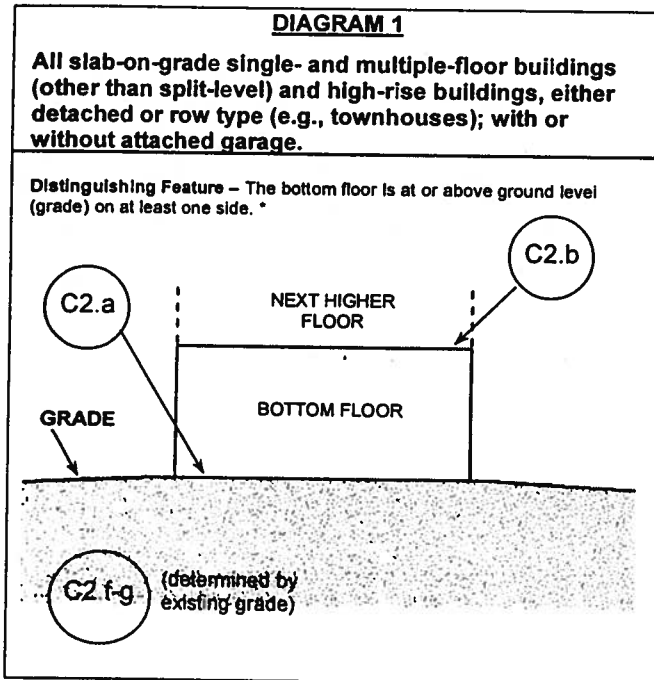 DIAGRAM 1
All slab-on-grade single- and multiple-floor buildings
(other than split-level) and high-rise buildings, either
detached or row type (e.g., townhouses); with or
without attached garage.
Distinguishing Feature – The bottom floor is at or above ground level
(grade) on at least one side. *
C2.b
C2.a
NEXT HIGHER
FLOOR
BOTTOM FLOOR
GRADE
C2 f-g
(determined by
existing grade)